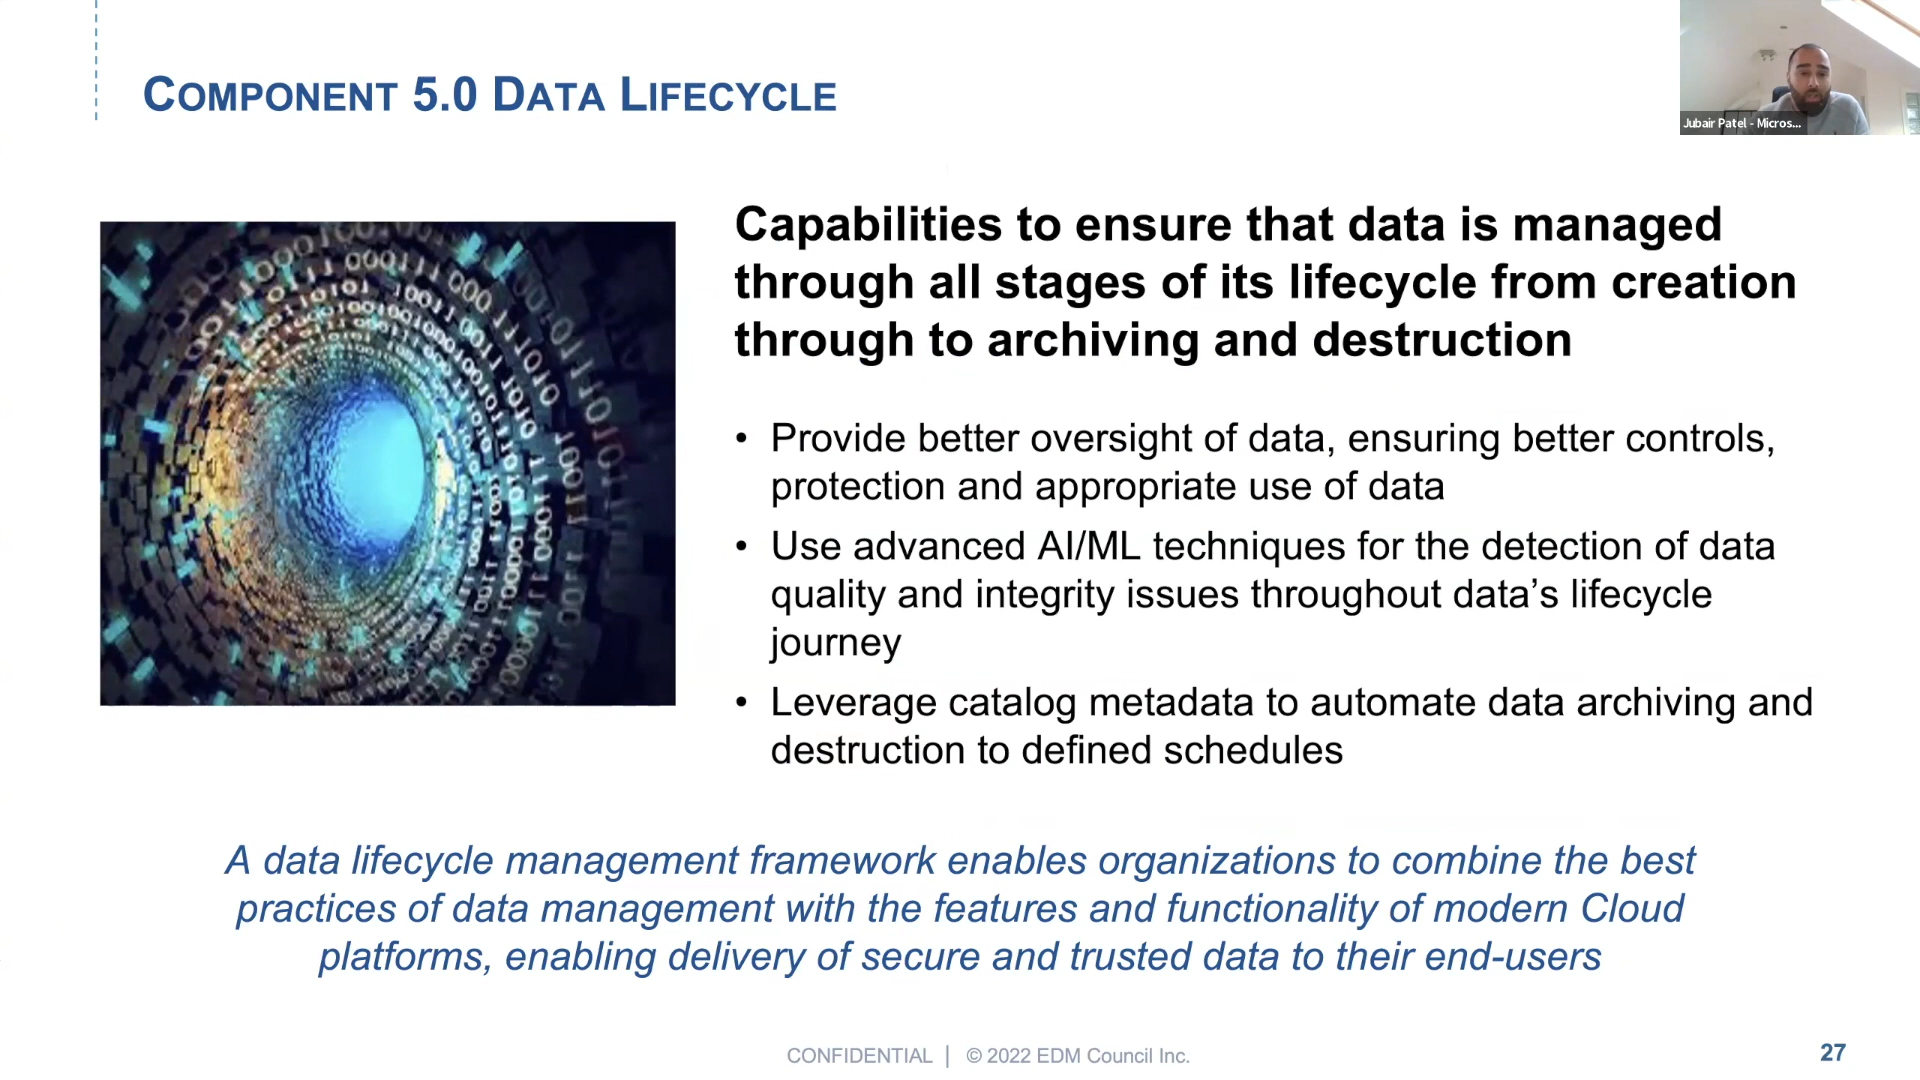 COMPONENT 5.0 DATA LIFECYCLE
Jubair Patel - Micros...
Capabilities to ensure that data is managed
through all stages of its lifecycle from creation
through to archiving and destruction
• Provide better oversight of data, ensuring better controls,
protection and appropriate use of data
• Use advanced AI/ML techniques for the detection of data
quality and integrity issues throughout data’s lifecycle
journey
• Leverage catalog metadata to automate data archiving and
destruction to defined schedules
A data lifecycle management framework enables organizations to combine the best
practices of data management with the features and functionality of modern Cloud
platforms, enabling delivery of secure and trusted data to their end-users
CONFIDENTIAL | © 2022 EDM Council Inc.
27